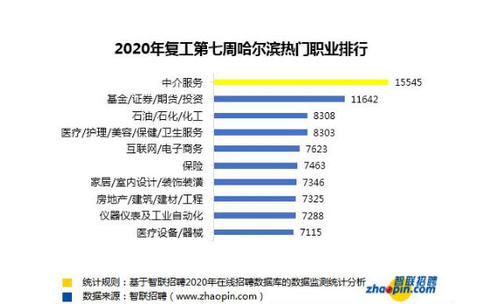 2020年复工第七周哈尔滨热门职业排行
中介服务 15545
基金/证券/期货/投资 11642
石油/石化/化工 8308
医疗/护理/美容/保健/卫生服务 8303
互联网/电子商务 7623
保险 7463
家居/室内设计/装饰装潢 7346
房地产/建筑/建材/工程 7325
仪器仪表及工业自动化 7288
医疗设备/器械 7115
统计规则：基于智联招聘2020年在线招聘数据库的数据监测统计分析
数据来源：智联招聘（www.zhaopin.com）
智联招聘
zhaopin.com